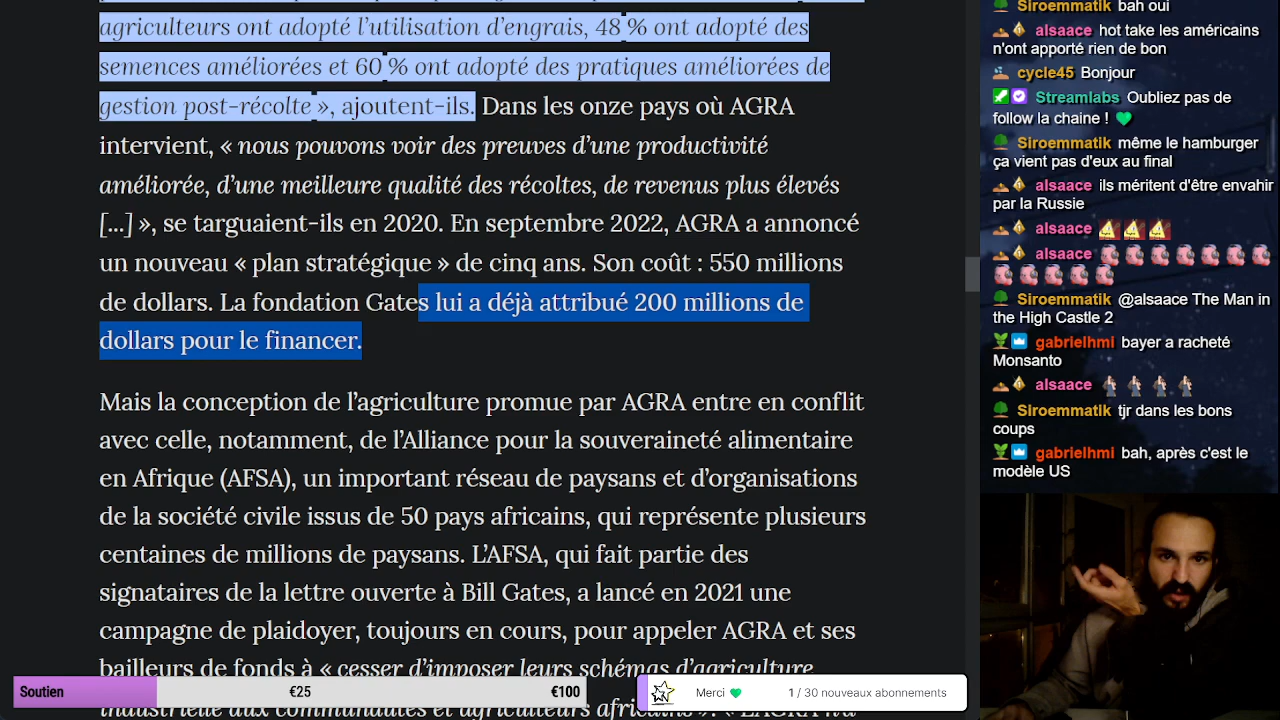 agriculteurs ont adopté l’utilisation d’engrais, 48 % ont adopté des
semences améliorées et 60 % ont adopté des pratiques améliorées de
gestion post-récolte », ajoutent-ils. Dans les onze pays où AGRA
intervient, « nous pouvons voir des preuves d’une productivité
améliorée, d’une meilleure qualité des récoltes, de revenus plus élevés
[...] », se targuaient-ils en 2020. En septembre 2022, AGRA a annoncé
un nouveau « plan stratégique » de cinq ans. Son coût : 550 millions
de dollars. La fondation Gates lui a déjà attribué 200 millions de
dollars pour le financer.
Mais la conception de l’agriculture promue par AGRA entre en conflit
avec celle, notamment, de l’Alliance pour la souveraineté alimentaire
en Afrique (AFSA), un important réseau de paysans et d’organisations
de la société civile issus de 50 pays africains, qui représente plusieurs
centaines de millions de paysans. L’AFSA, qui fait partie des
signataires de la lettre ouverte à Bill Gates, a lancé en 2021 une
campagne de plaidoyer, toujours en cours, pour appeler AGRA et ses
bailleurs de fonds à « cesser d’imposer leurs schémas d’agriculture
industrielle aux communautés et agriculteurs africains ». « L’AGRA n’a
Soutien
€25
€100
Merci
1 / 30 nouveaux abonnements
Siroemmatik bah oui
alsaace hot take les américains
n'ont apporté rien de bon
cycle45 Bonjour
Streamlabs Oubliez pas de
follow la chaine !
Siroemmatik même le hamburger
ça vient pas d'eux au final
alsaace ils méritent d'être envahir
par la Russie
alsaace
alsaace
Siroemmatik @alsaace The Man in
the High Castle 2
gabrielhmi bayer a racheté
Monsanto
alsaace
Siroemmatik tjr dans les bons
coups
gabrielhmi bah, après c'est le
modèle US